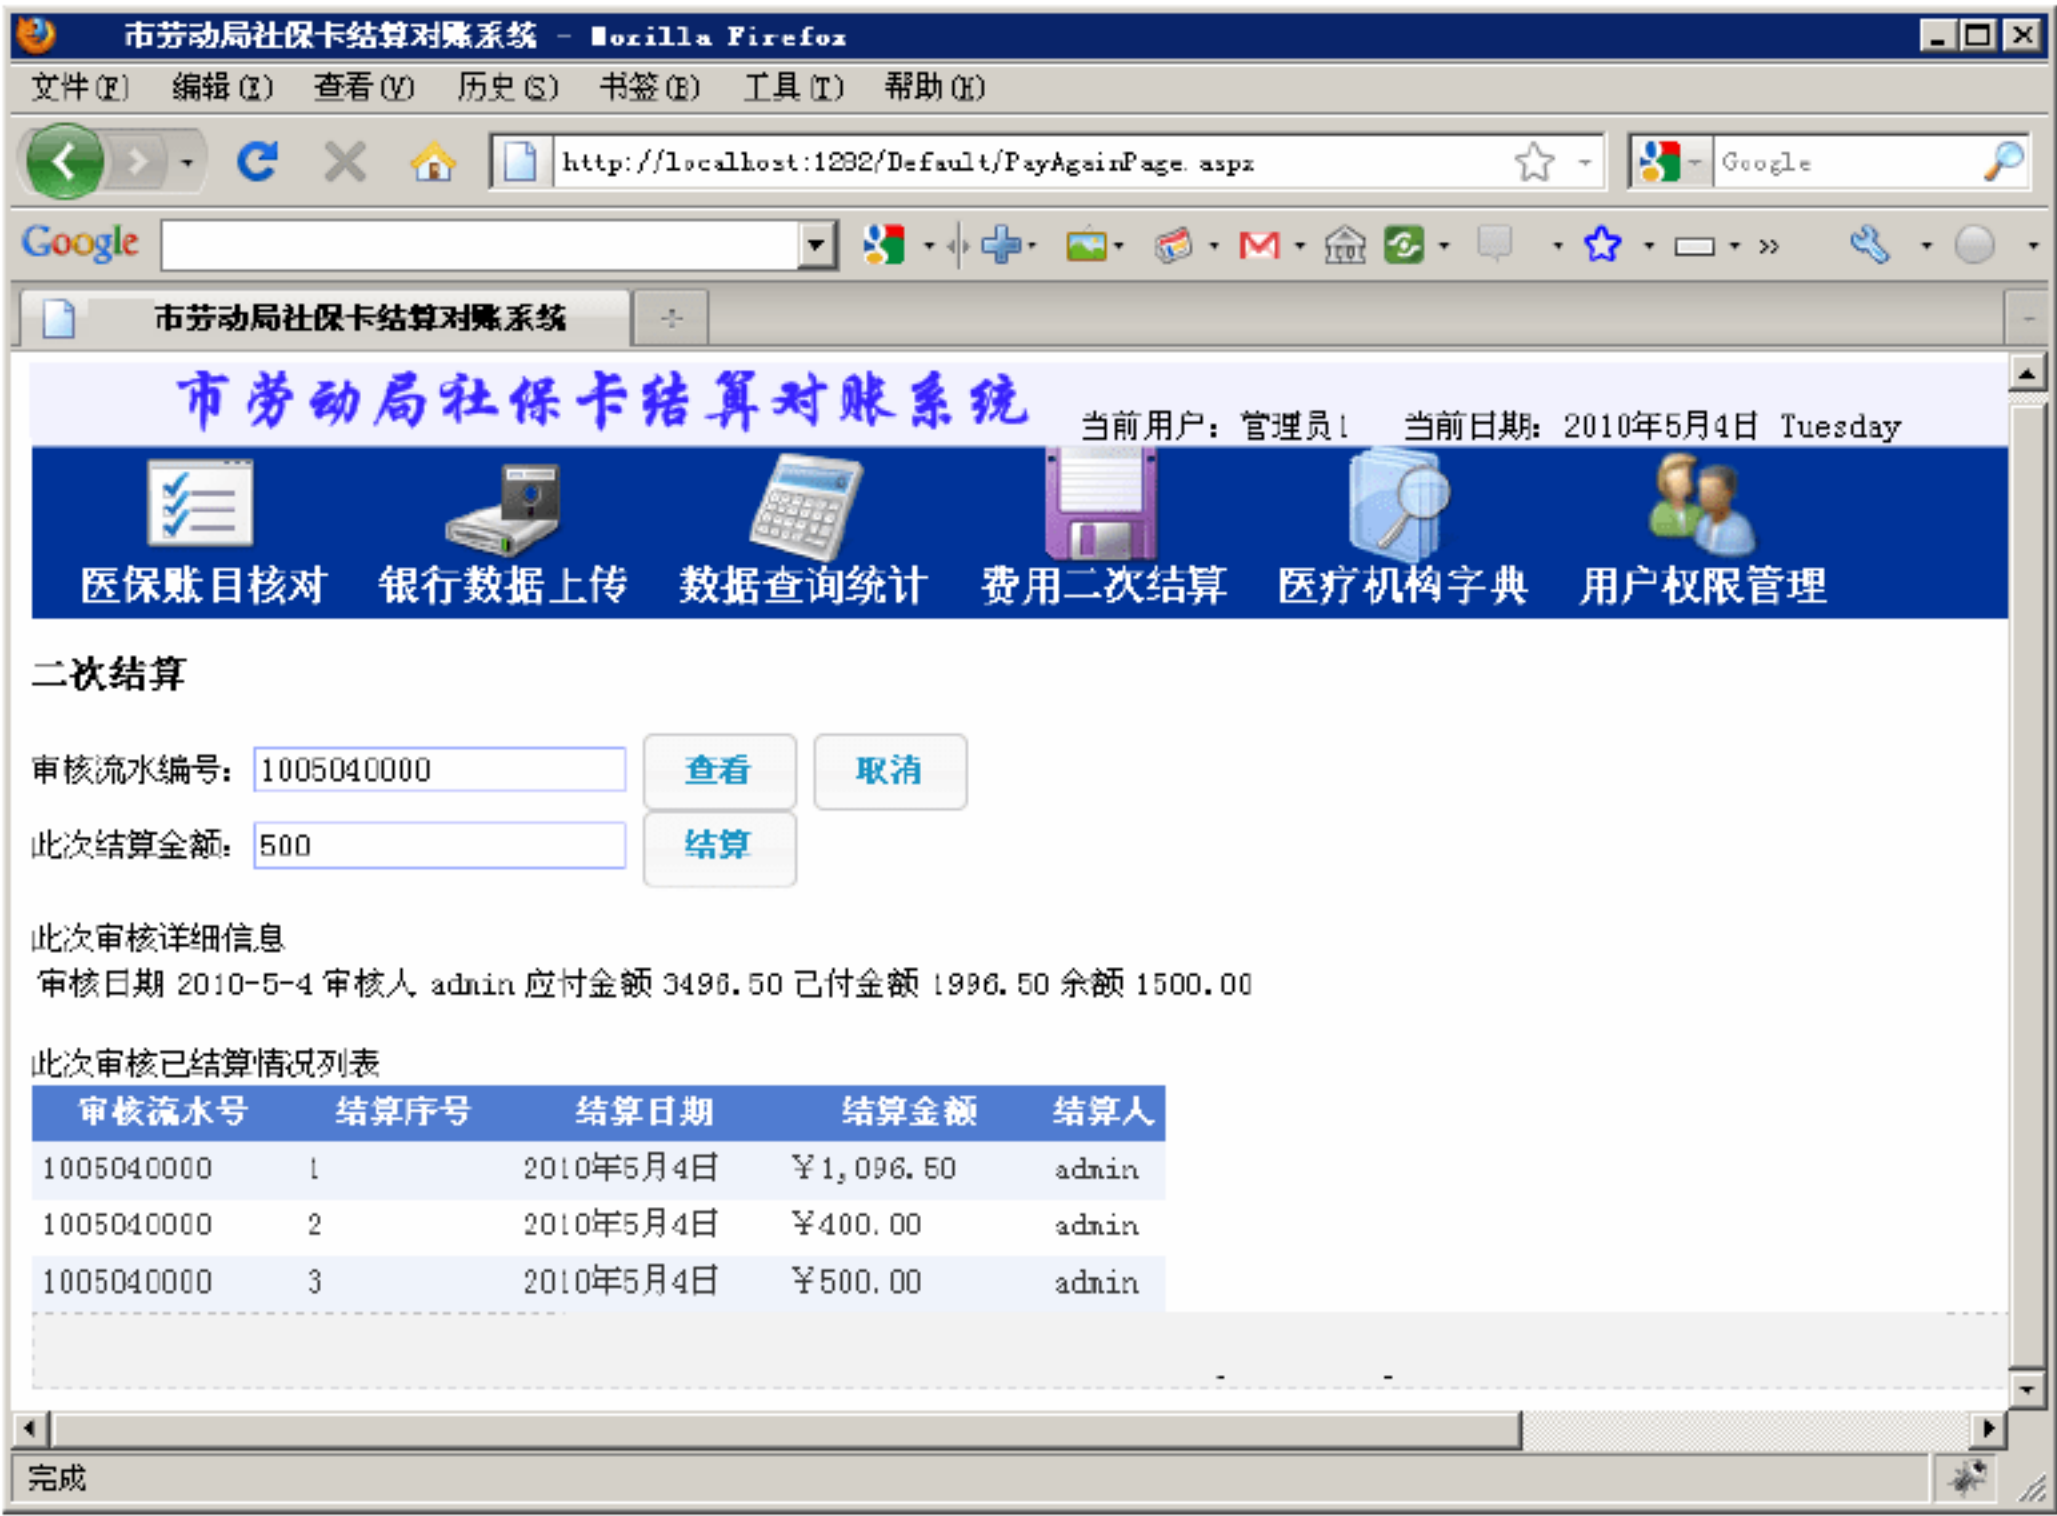 市劳动局社保卡结算对账系统 - Mozilla Firefox
文件(F) 编辑(E) 查看(V) 历史(S) 书签(B) 工具(T) 帮助(H)
http://localhost:1282/Default/PayAgainPage.aspx Google
Google
市劳动局社保卡结算对账系统
市劳动局社保卡结算对账系统 当前用户：管理员1 当前日期：2010年5月4日 Tuesday
医保账目核对 银行数据上传 数据查询统计 费用二次结算 医疗机构字典 用户权限管理
二次结算
审核流水编号： 1005040000 查看 取消
此次结算金额： 500 结算
此次审核详细信息
审核日期 2010-5-4 审核人 admin 应付金额 3496.50 已付金额 1996.50 余额 1500.00
此次审核已结算情况列表
审核流水号 结算序号 结算日期 结算金额 结算人
1005040000 1 2010年5月4日 ￥1,096.50 admin
1005040000 2 2010年5月4日 ￥400.00 admin
1005040000 3 2010年5月4日 ￥500.00 admin
完成